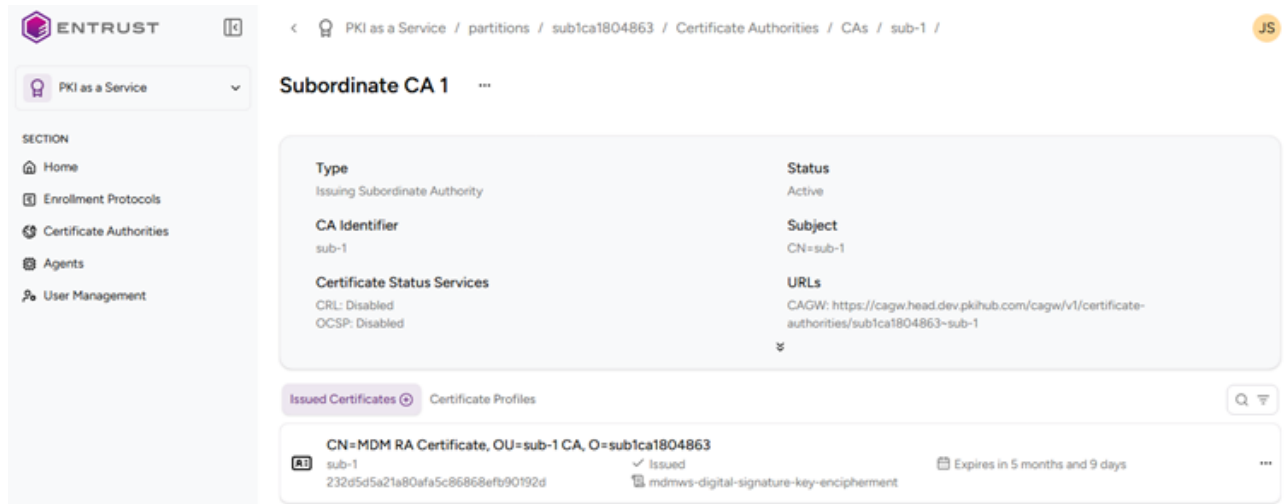 ENTRUST
PKI as a Service / partitions / sub1ca1804863 / Certificate Authorities / CAs / sub-1 /
JS
PKI as a Service
Subordinate CA 1
SECTION
Home
Enrollment Protocols
Certificate Authorities
Agents
User Management
Type
Issuing Subordinate Authority
Status
Active
CA Identifier
sub-1
Subject
CN=sub-1
Certificate Status Services
CRL: Disabled
OCSP: Disabled
URLs
CAGW: https://cagw.head.dev.pkihub.com/cagw/v1/certificate-
authorities/sub1ca1804863~sub-1
Issued Certificates
Certificate Profiles
CN=MDM RA Certificate, OU=sub-1 CA, O=sub1ca1804863
sub-1
Issued
Expires in 5 months and 9 days
232d5d5a21a80afa5c86868efb90192d
mdmws-digital-signature-key-encipherment